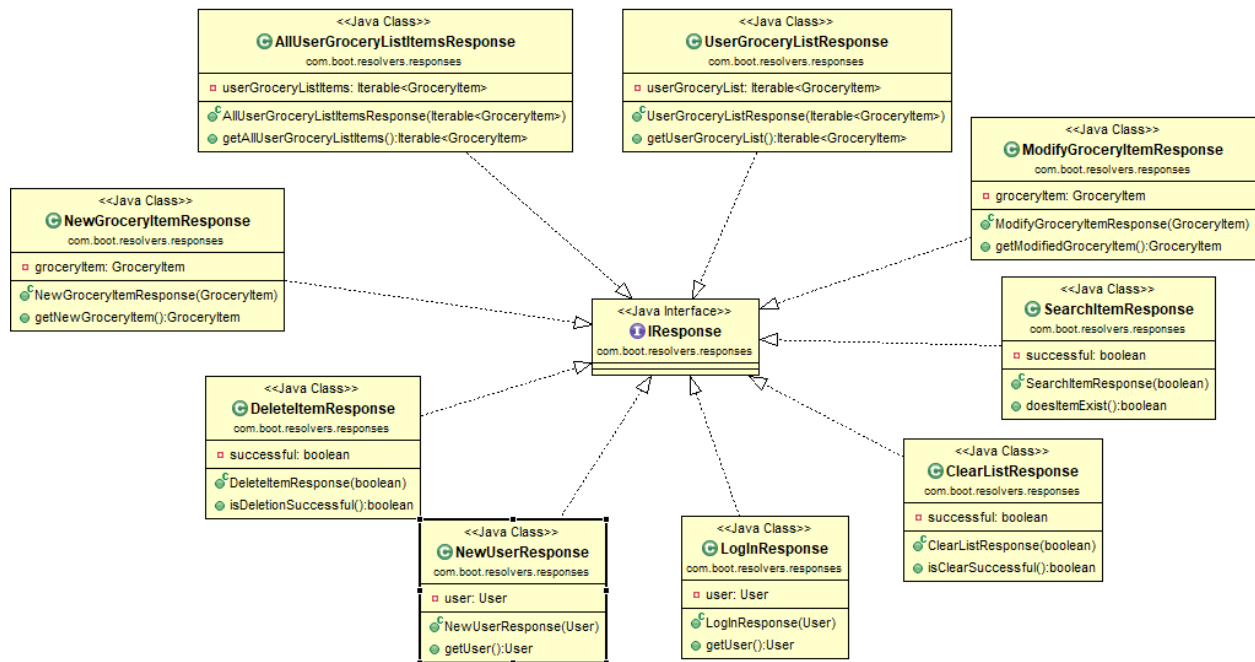 <<Java Class>>
AllUserGroceryListItemsResponse
com.boot.resolvers.responses
userGroceryListItems: Iterable<GroceryItem>
AllUserGroceryListItemsResponse(Iterable<GroceryItem>)
getAllUserGroceryListItems():Iterable<GroceryItem>
<<Java Class>>
UserGroceryListResponse
com.boot.resolvers.responses
userGroceryList: Iterable<GroceryItem>
UserGroceryListResponse(Iterable<GroceryItem>)
getUserGroceryList():Iterable<GroceryItem>
<<Java Class>>
ModifyGroceryItemResponse
com.boot.resolvers.responses
groceryItem: GroceryItem
ModifyGroceryItemResponse(GroceryItem)
getModifiedGroceryItem():GroceryItem
<<Java Class>>
NewGroceryItemResponse
com.boot.resolvers.responses
groceryItem: GroceryItem
NewGroceryItemResponse(GroceryItem)
getNewGroceryItem():GroceryItem
<<Java Interface>>
IResponse
com.boot.resolvers.responses
<<Java Class>>
SearchItemResponse
com.boot.resolvers.responses
successful: boolean
SearchItemResponse(boolean)
doesItemExist():boolean
<<Java Class>>
DeleteItemResponse
com.boot.resolvers.responses
successful: boolean
DeleteItemResponse(boolean)
isDeletionSuccessful():boolean
<<Java Class>>
ClearListResponse
com.boot.resolvers.responses
successful: boolean
ClearListResponse(boolean)
isClearSuccessful():boolean
<<Java Class>>
NewUserResponse
com.boot.resolvers.responses
user: User
NewUserResponse(User)
getUser():User
<<Java Class>>
LogInResponse
com.boot.resolvers.responses
user: User
LogInResponse(User)
getUser():User